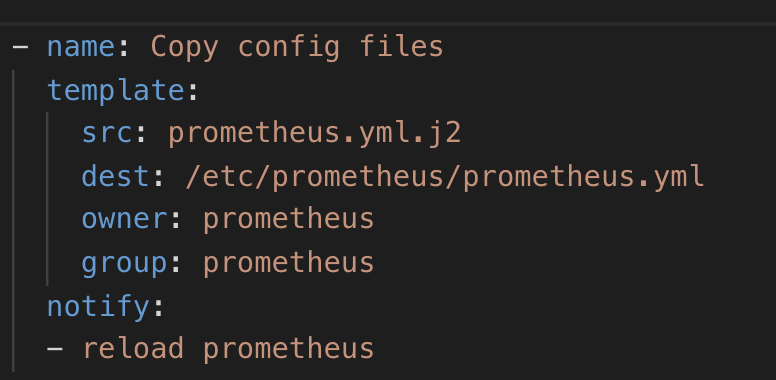 - name: Copy config files
  template:
    src: prometheus.yml.j2
    dest: /etc/prometheus/prometheus.yml
    owner: prometheus
    group: prometheus
  notify:
  - reload prometheus